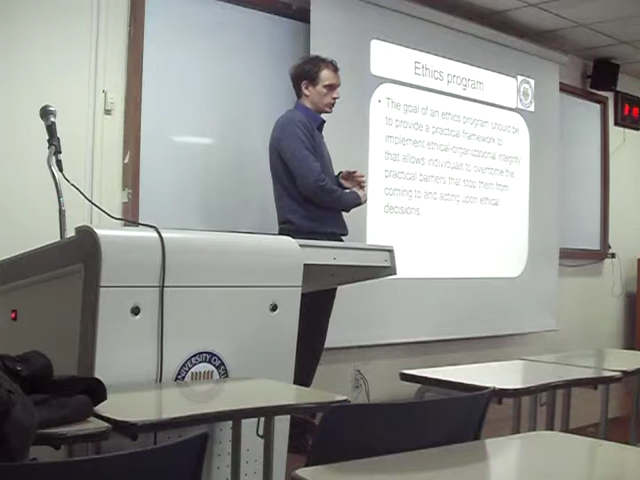 Ethics program
• The goal of an ethics program should be
to provide a practical framework to
implement ethical-organizational integrity
that allows individuals to overcome the
practical barriers that stop them from
coming to and acting upon ethical
decisions.
UNIVERSITY OF